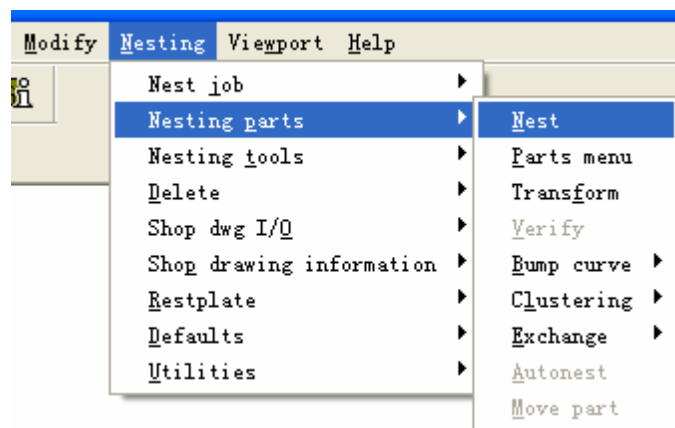 Modify Nesting Viewport Help
Nest job
Nesting parts
Nesting tools
Delete
Shop dwg I/O
Shop drawing information
Restplate
Defaults
Utilities
Nest
Parts menu
Transform
Verify
Bump curve
Clustering
Exchange
Autonest
Move part